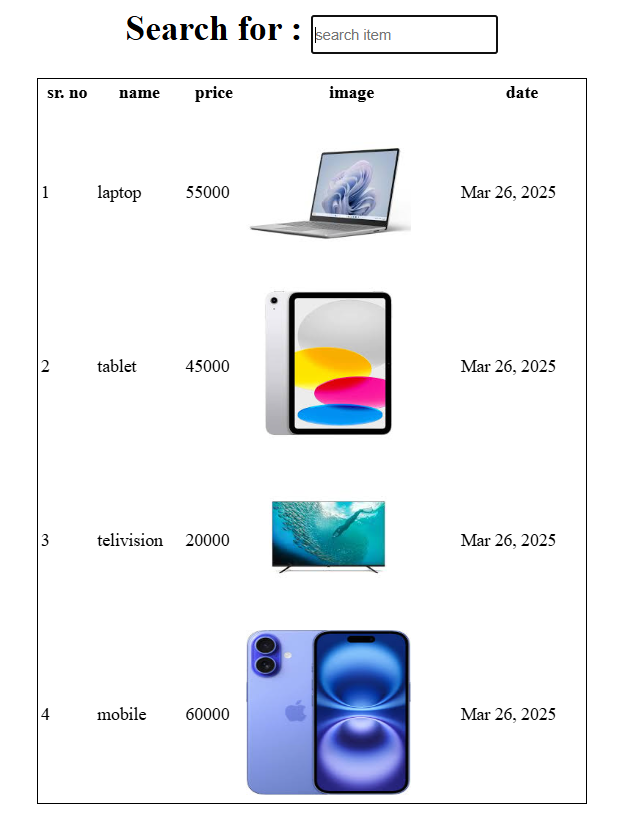 Search for : search item
sr. no name price image date
1 laptop 55000 Mar 26, 2025
2 tablet 45000 Mar 26, 2025
3 telivision 20000 Mar 26, 2025
4 mobile 60000 Mar 26, 2025